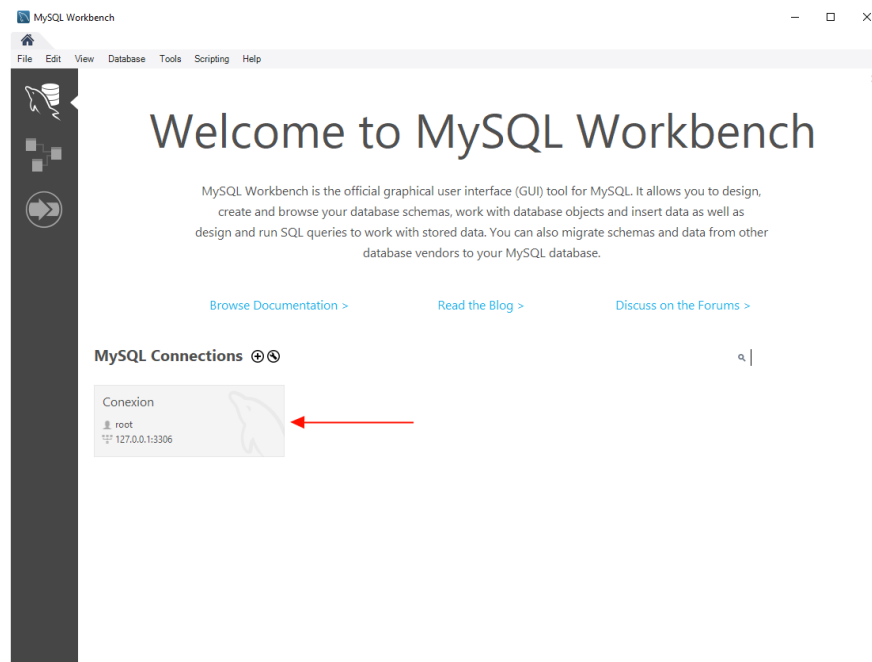 MySQL Workbench
File Edit View Database Tools Scripting Help
Welcome to MySQL Workbench
MySQL Workbench is the official graphical user interface (GUI) tool for MySQL. It allows you to design,
create and browse your database schemas, work with database objects and insert data as well as
design and run SQL queries to work with stored data. You can also migrate schemas and data from other
database vendors to your MySQL database.
Browse Documentation > Read the Blog > Discuss on the Forums >
MySQL Connections
Conexion
root
127.0.0.1:3306